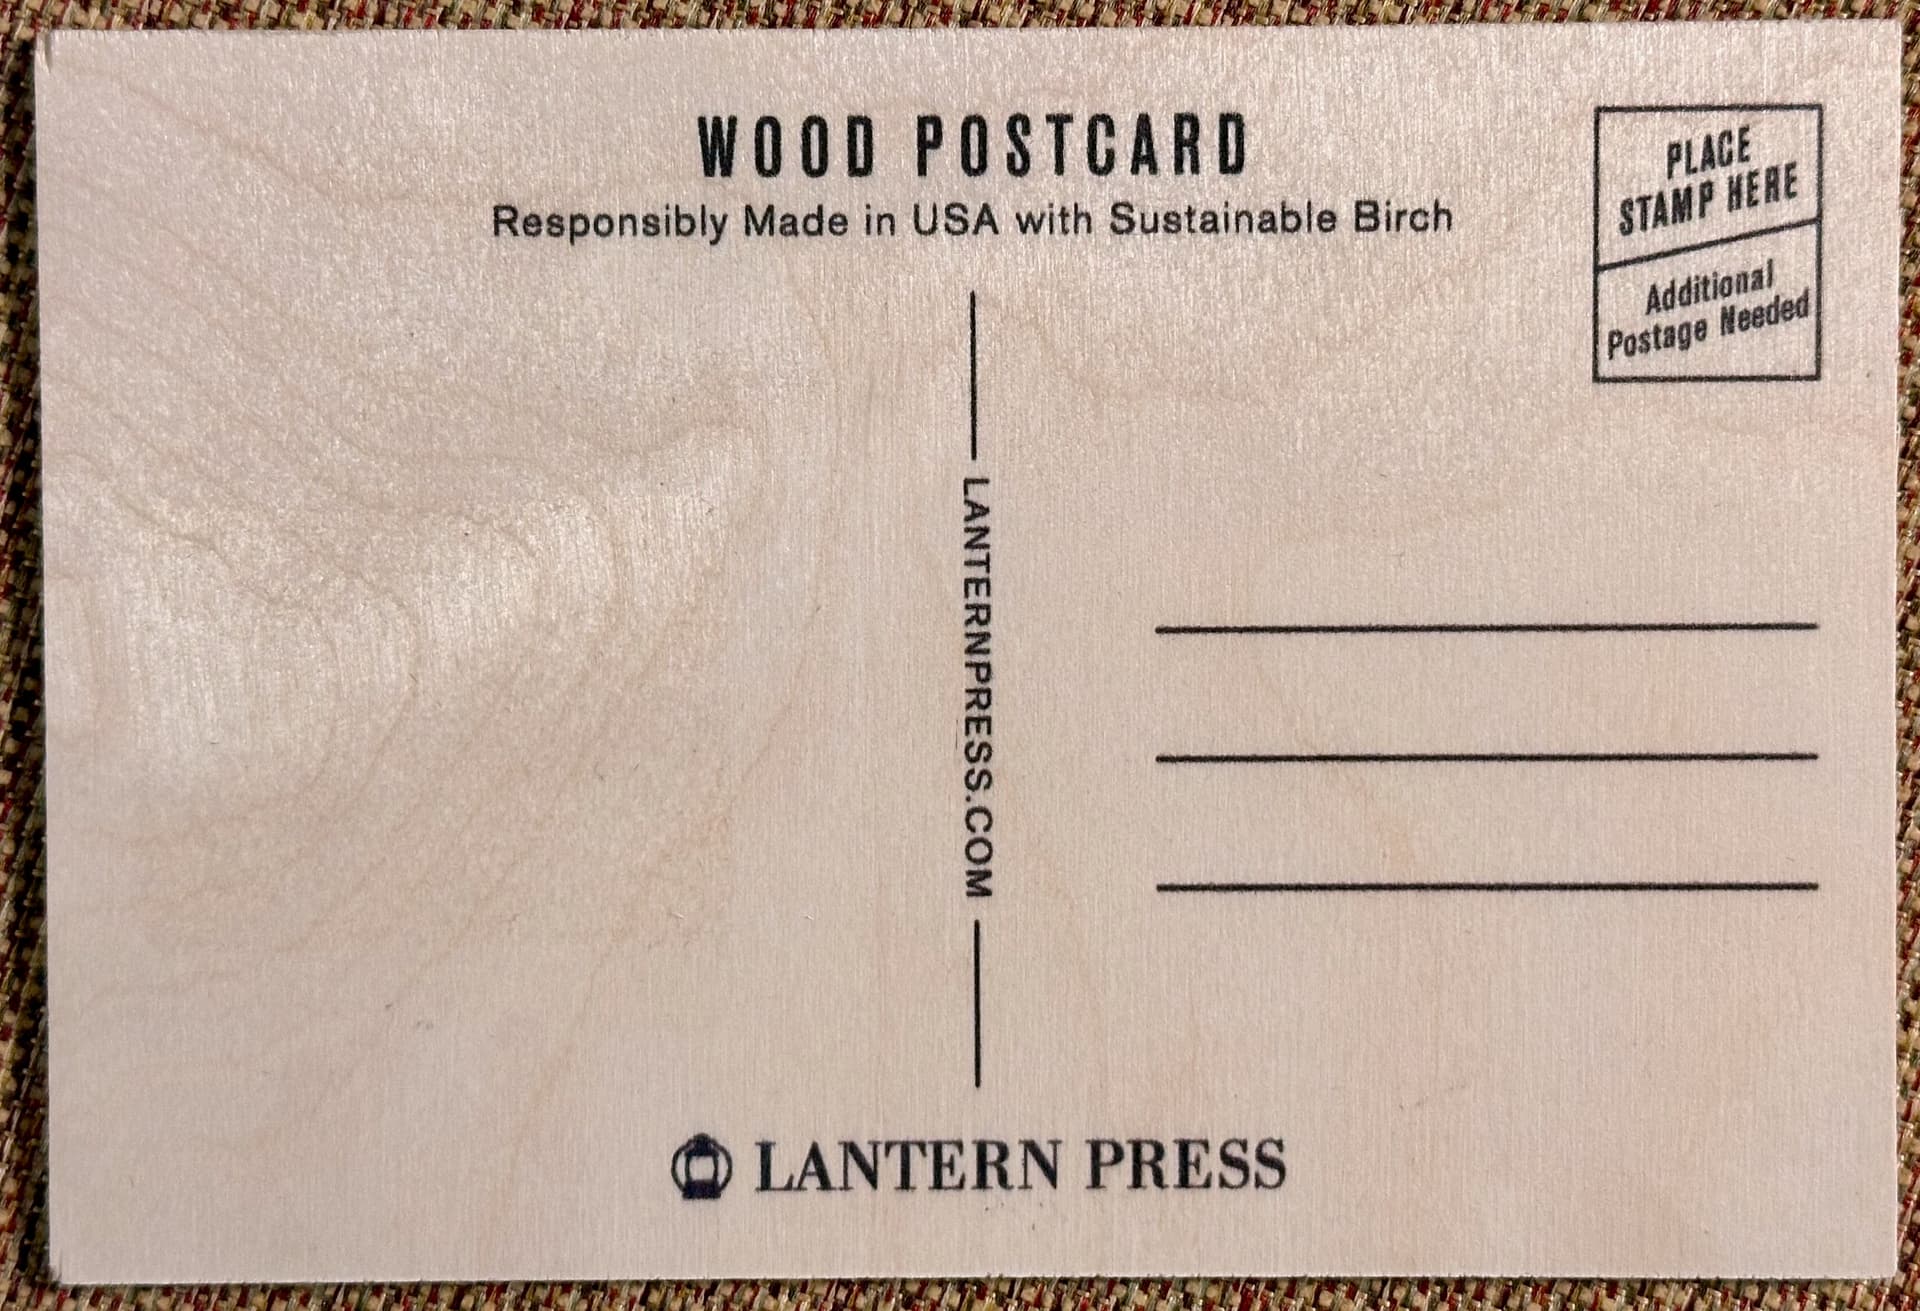 WOOD POSTCARD
Responsibly Made in USA with Sustainable Birch
PLACE
STAMP HERE
Additional
Postage Needed
LANTERNPRESS.COM
LANTERN PRESS